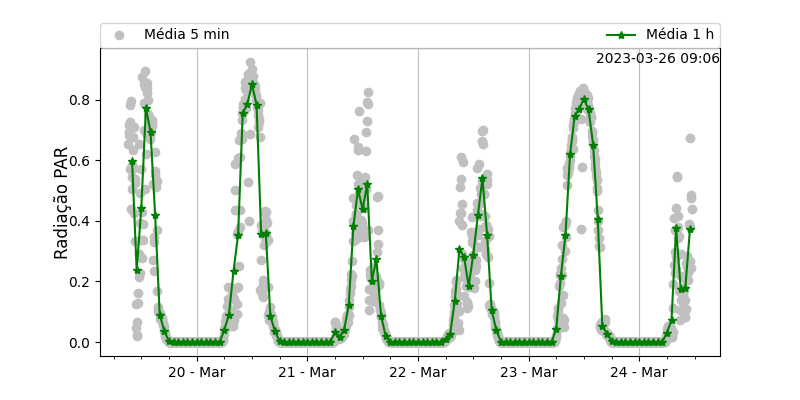 Média 5 min
Média 1 h
2023-03-26 09:06
Radiação PAR
0.8
0.6
0.4
0.2
0.0
20 - Mar
21 - Mar
22 - Mar
23 - Mar
24 - Mar